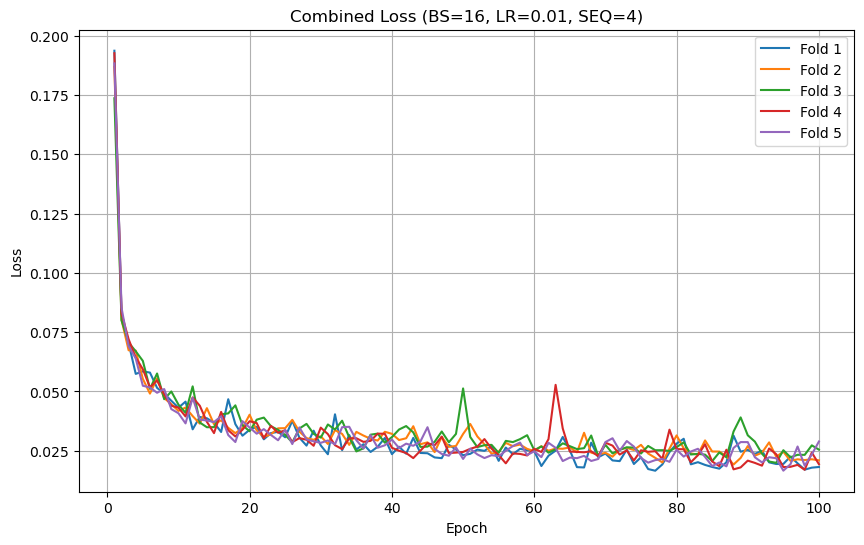 Combined Loss (BS=16, LR=0.01, SEQ=4)
0.200
0.175
0.150
0.125
0.100
0.075
0.050
0.025
Loss
Fold 1
Fold 2
Fold 3
Fold 4
Fold 5
0 20 40 60 80 100
Epoch